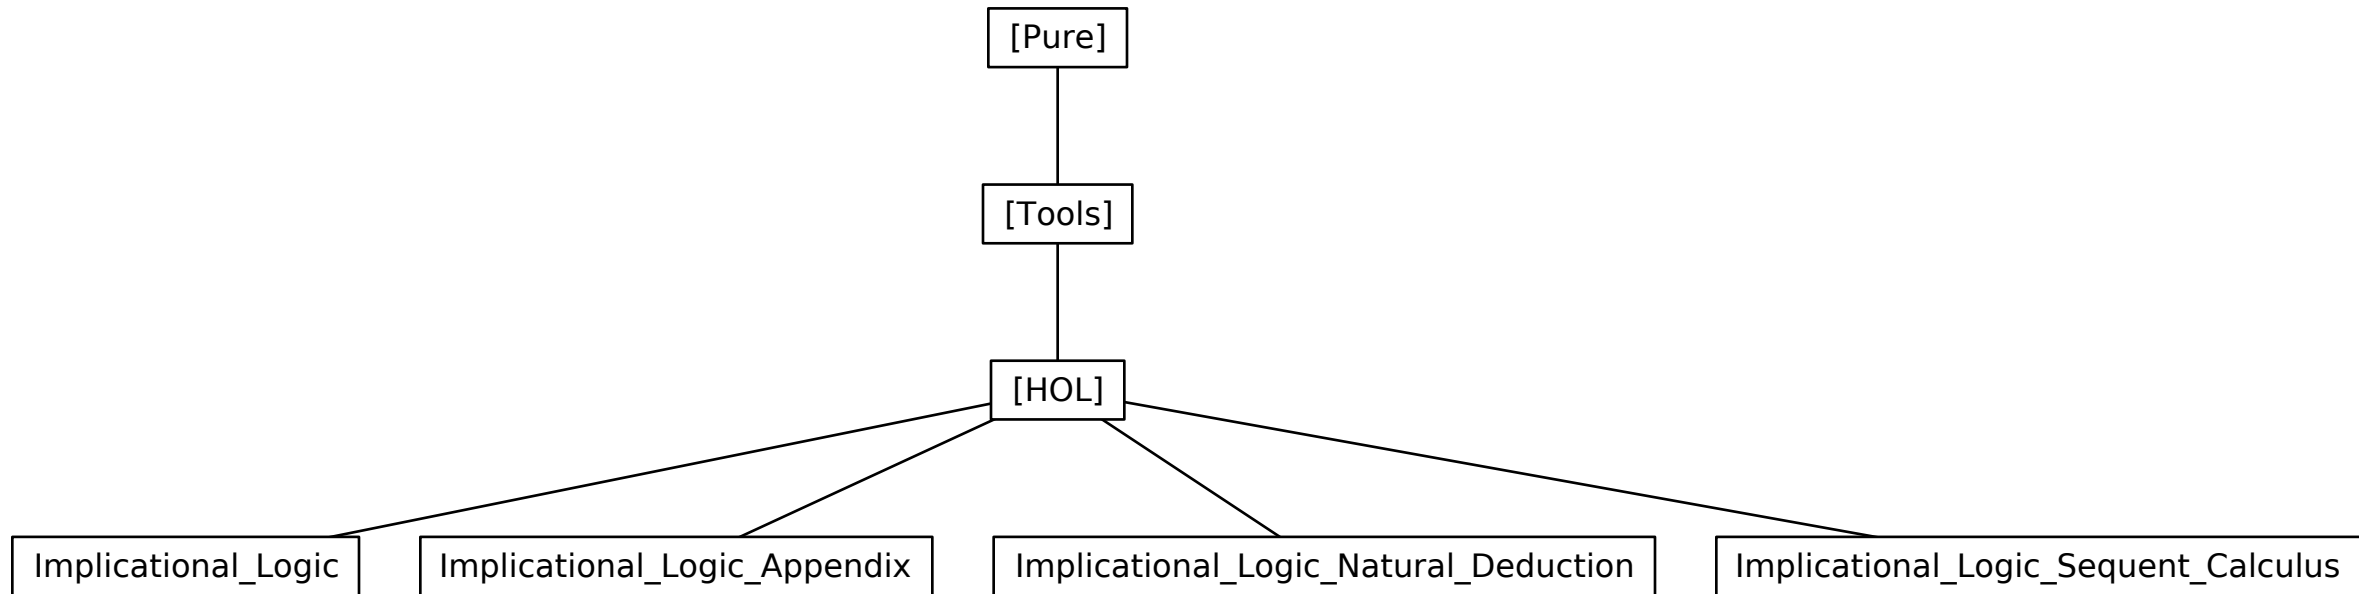 [Pure]
[Tools]
[HOL]
Implicational_Logic
Implicational_Logic_Appendix
Implicational_Logic_Natural_Deduction
Implicational_Logic_Sequent_Calculus